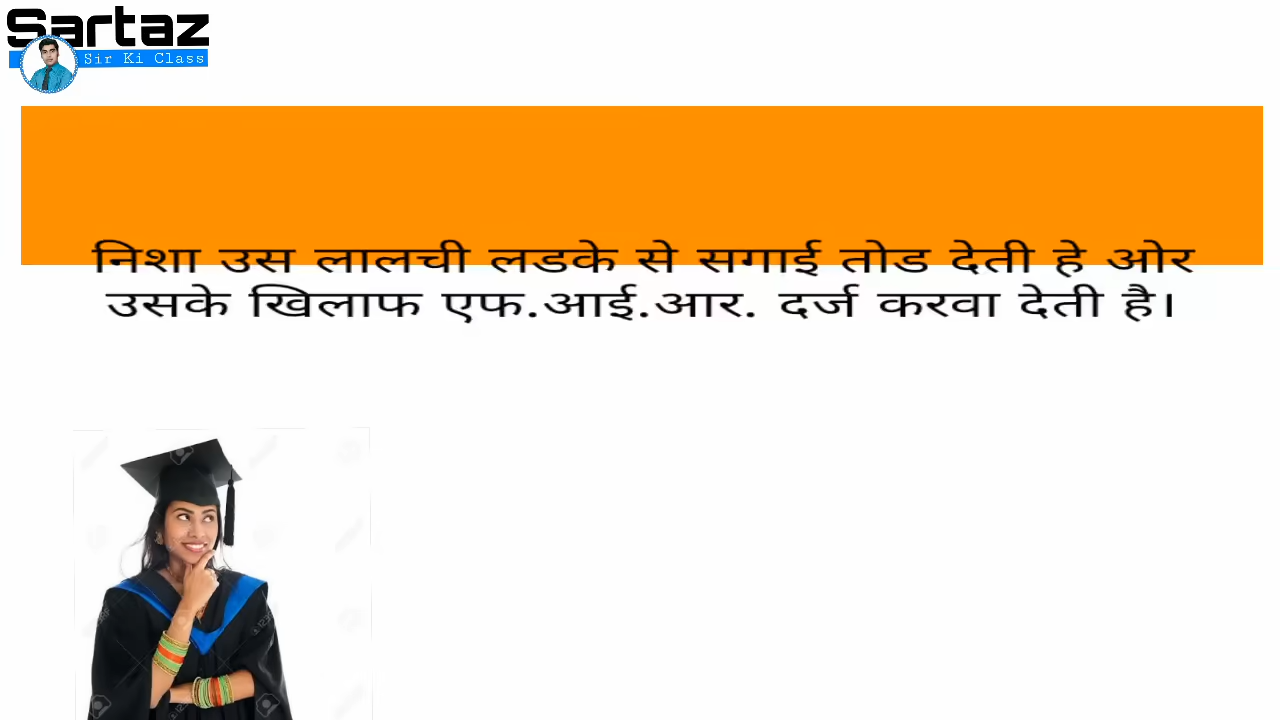 Sartaz
Sir Ki Class
निशा उस लालची लडके से सगाई तोड देती हे ओर
उसके खिलाफ एफ.आई.आर. दर्ज करवा देती है।